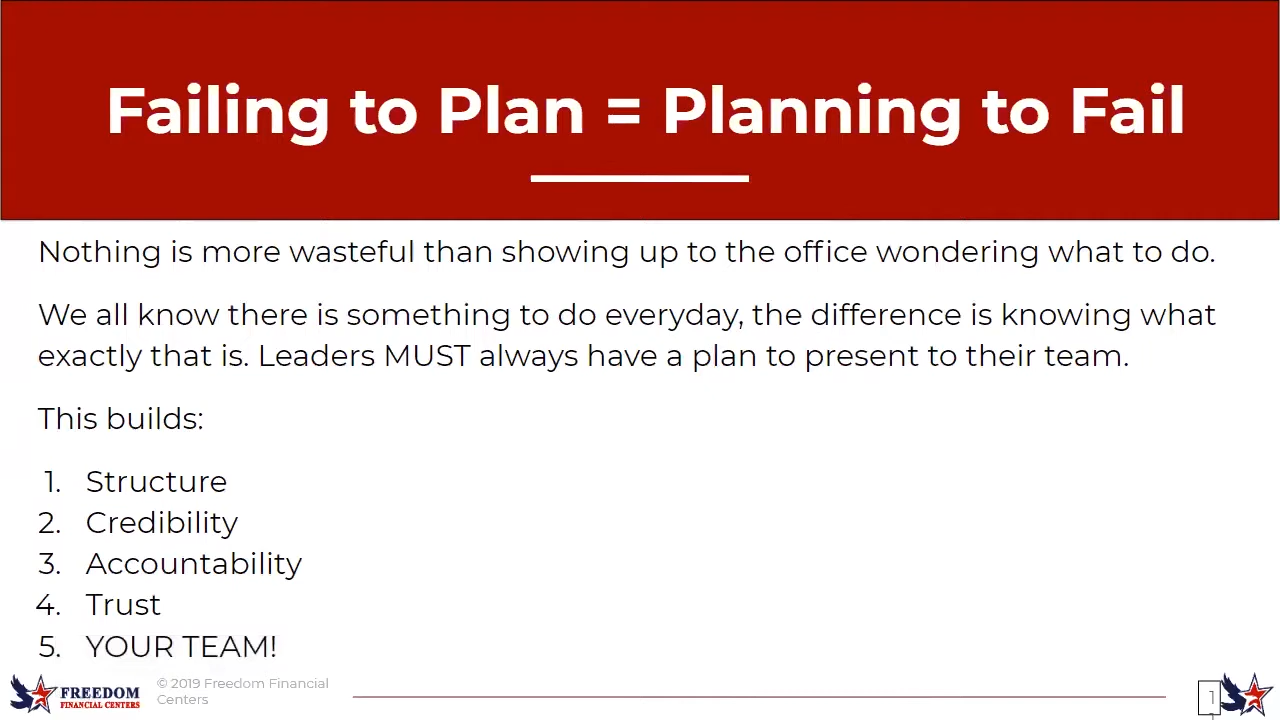 Failing to Plan = Planning to Fail
Nothing is more wasteful than showing up to the office wondering what to do.
We all know there is something to do everyday, the difference is knowing what
exactly that is. Leaders MUST always have a plan to present to their team.
This builds:
1. Structure
2. Credibility
3. Accountability
4. Trust
5. YOUR TEAM!
FREEDOM
FINANCIAL CENTERS
© 2019 Freedom Financial
Centers
1